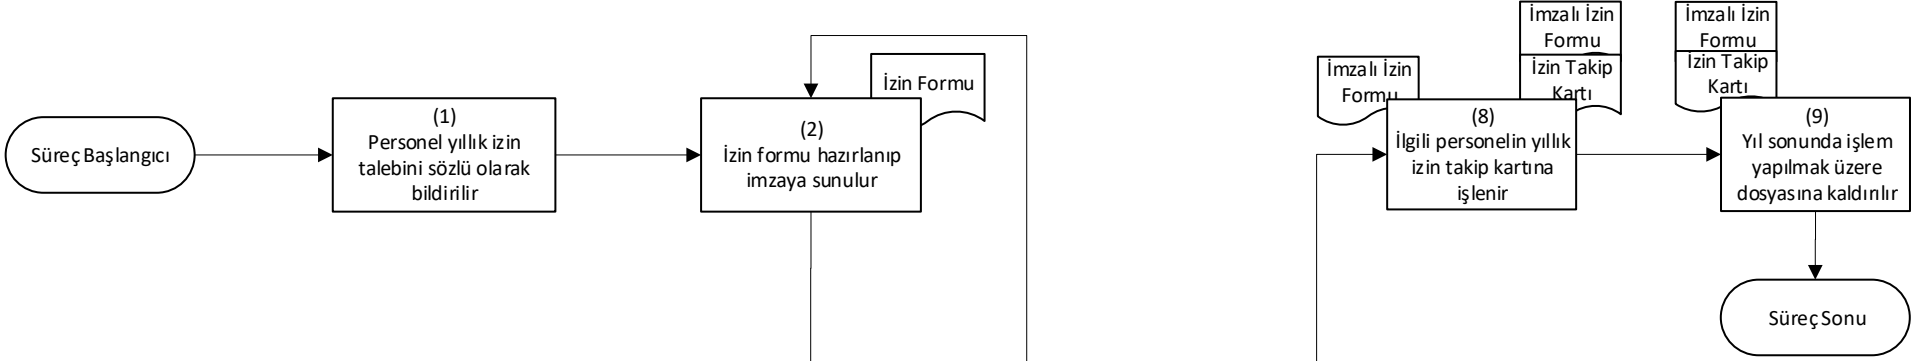 Süreç Başlangıcı
(1)
Personel yıllık izin
talebini sözlü olarak
bildirilir
İzin Formu
(2)
İzin formu hazırlanıp
imzaya sunulur
İmzalı İzin
Formu
İmzalı İzin
Formu
İzin Takip
Kartı
(8)
İlgili personelin yıllık
izin takip kartına
işlenir
İmzalı İzin
Formu
İzin Takip
Kartı
(9)
Yıl sonunda işlem
yapılmak üzere
dosyasına kaldırılır
Süreç Sonu